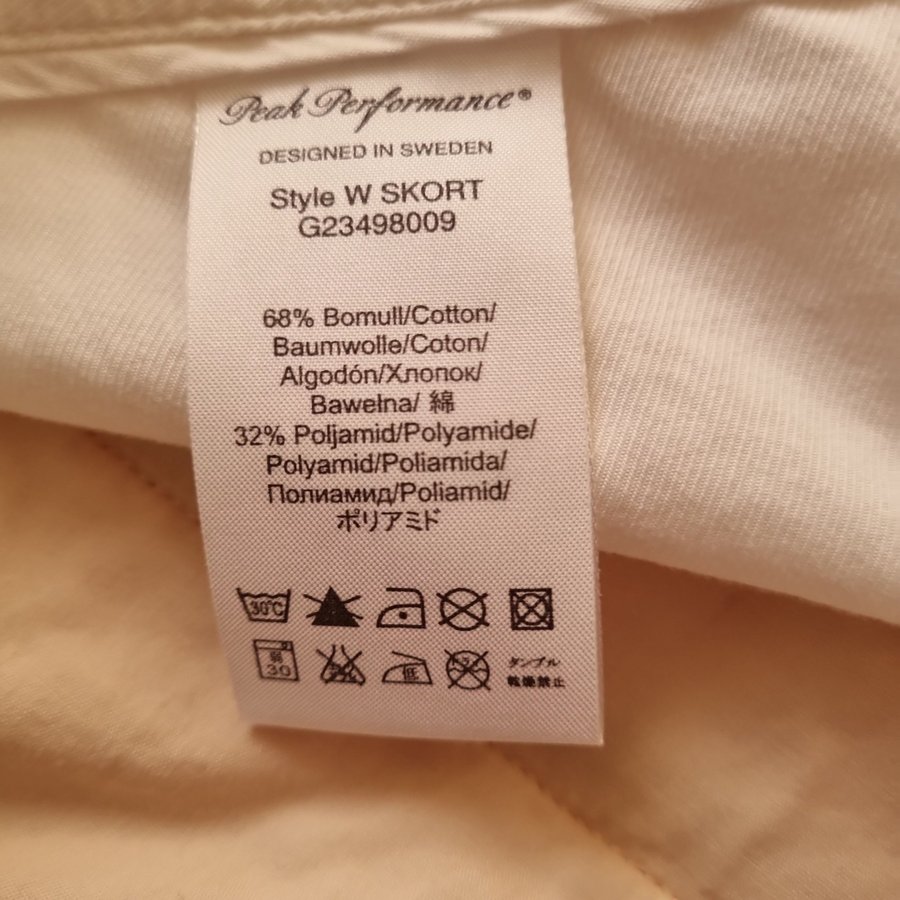 Peak Performance®
DESIGNED IN SWEDEN
Style W SKORT
G23498009
68% Bomull/Cotton/
Baumwolle/Coton/
Algodón/Хлопок/
Bawełna/ 綿
32% Poljamid/Polyamide/
Polyamid/Poliamida/
Полиамид/Poliamid/
ポリアミド
30°C
弱 30
低
タンブル
乾燥禁止